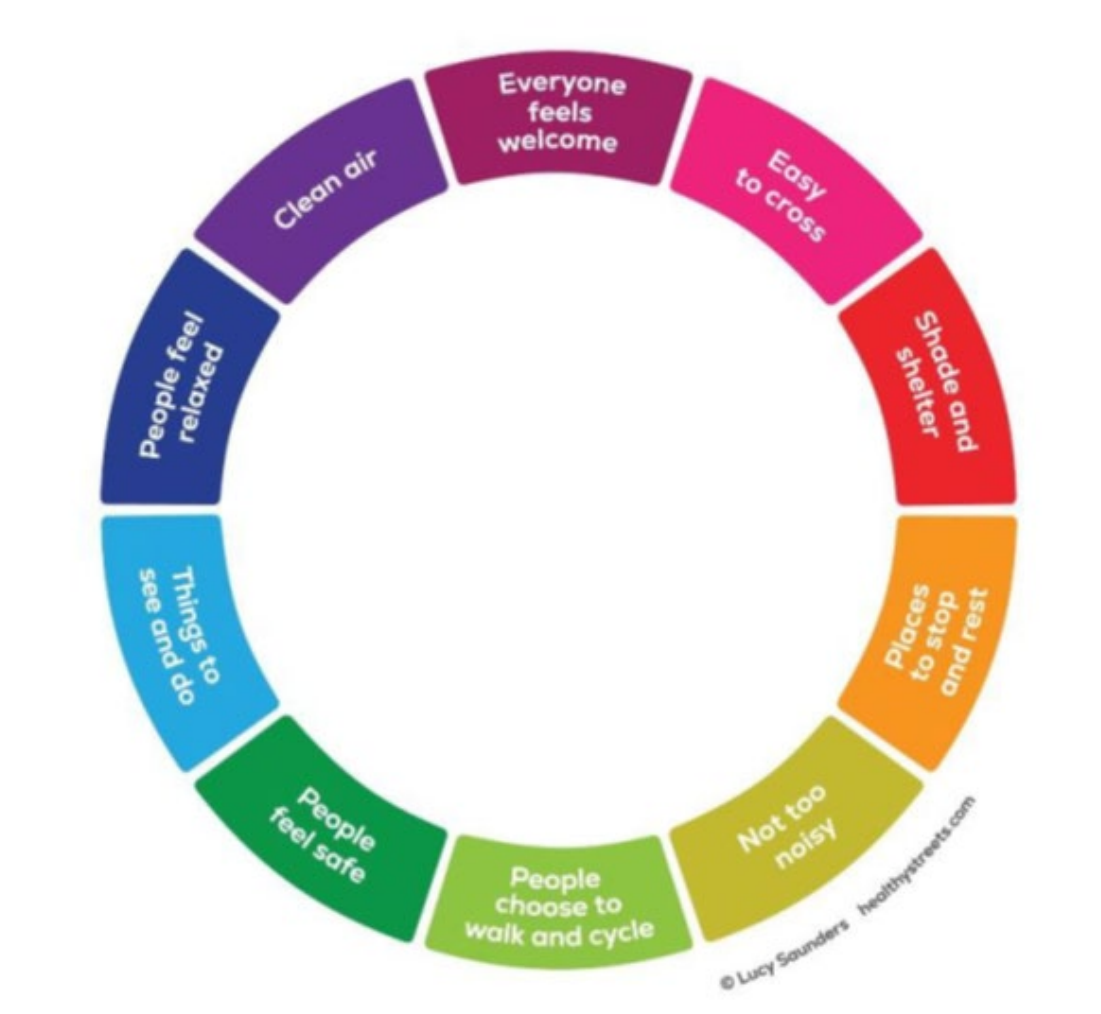 Everyone
feels
welcome
Easy
to cross
Shade and
shelter
Places
to stop
and rest
Not too
noisy
People
choose to
walk and cycle
People
feel safe
Things to
see and do
People feel
relaxed
Clean air
© Lucy Saunders healthystreets.com